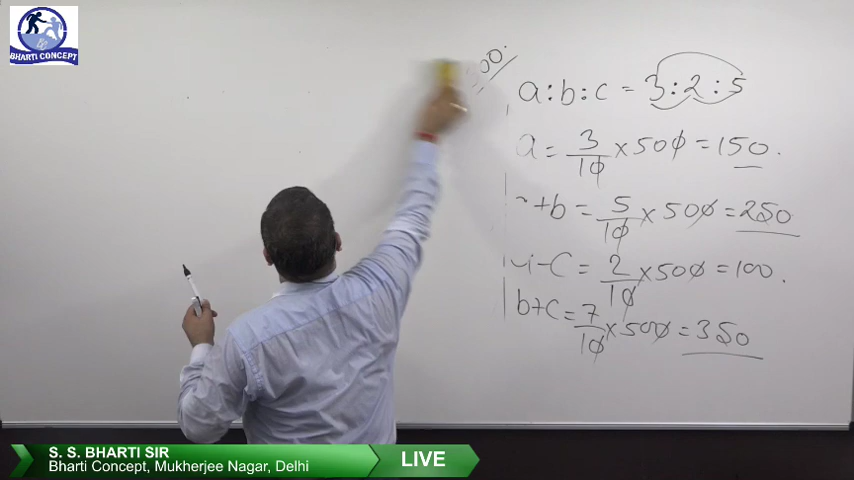 BHARTI CONCEPT
00.
a:b:c = 3:2:5
a = 3/10 × 500 = 150.
+b = 5/10 × 500 = 250
-C = 2/10 × 500 = 100.
b+c = 7/10 × 500 = 350
S. S. BHARTI SIR
Bharti Concept, Mukherjee Nagar, Delhi
LIVE